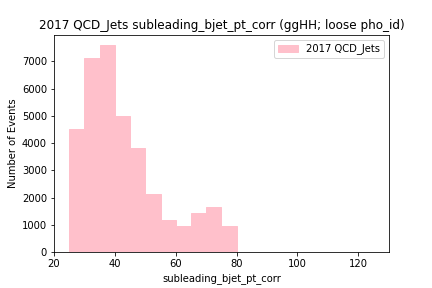 2017 QCD_Jets subleading_bjet_pt_corr (ggHH; loose pho_id)
2017 QCD_Jets
Number of Events
7000
6000
5000
4000
3000
2000
1000
0
20 40 60 80 100 120
subleading_bjet_pt_corr